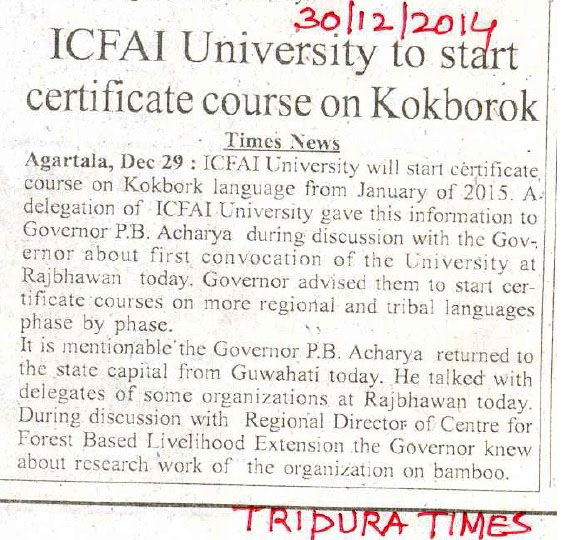 30/12/2014
ICFAI University to start
certificate course on Kokborok
Times News
Agartala, Dec 29 : ICFAI University will start certificate
course on Kokbork language from January of 2015. A
delegation of ICFAI University gave this information to
Governor P.B. Acharya during discussion with the Gov-
ernor about first convocation of the University at
Rajbhawan today. Governor advised them to start cer-
tificate courses on more regional and tribal languages
phase by phase.
It is mentionable the Governor P.B. Acharya returned to
the state capital from Guwahati today. He talked with
delegates of some organizations at Rajbhawan today.
During discussion with Regional Director of Centre for
Forest Based Livelihood Extension the Governor knew
about research work of the organization on bamboo.
TRIPURA TIMES